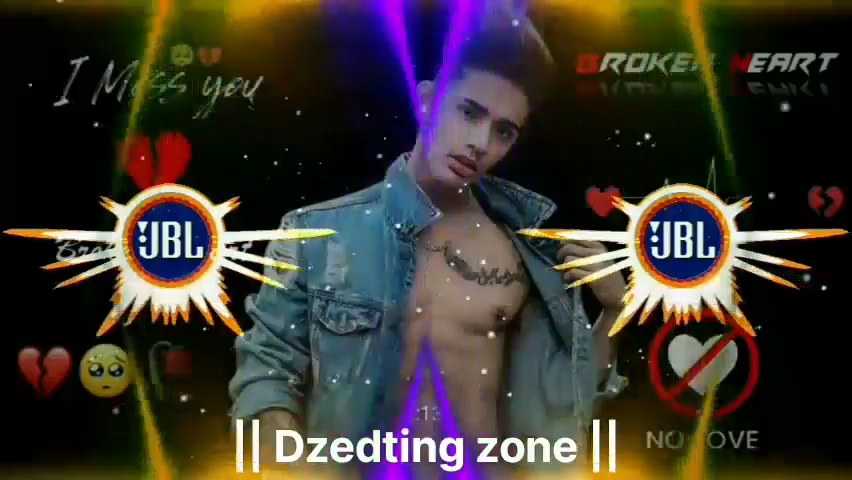 I Miss you
BROKEN HEART
JBL
JBL
|| Dzedting zone ||
NO LOVE